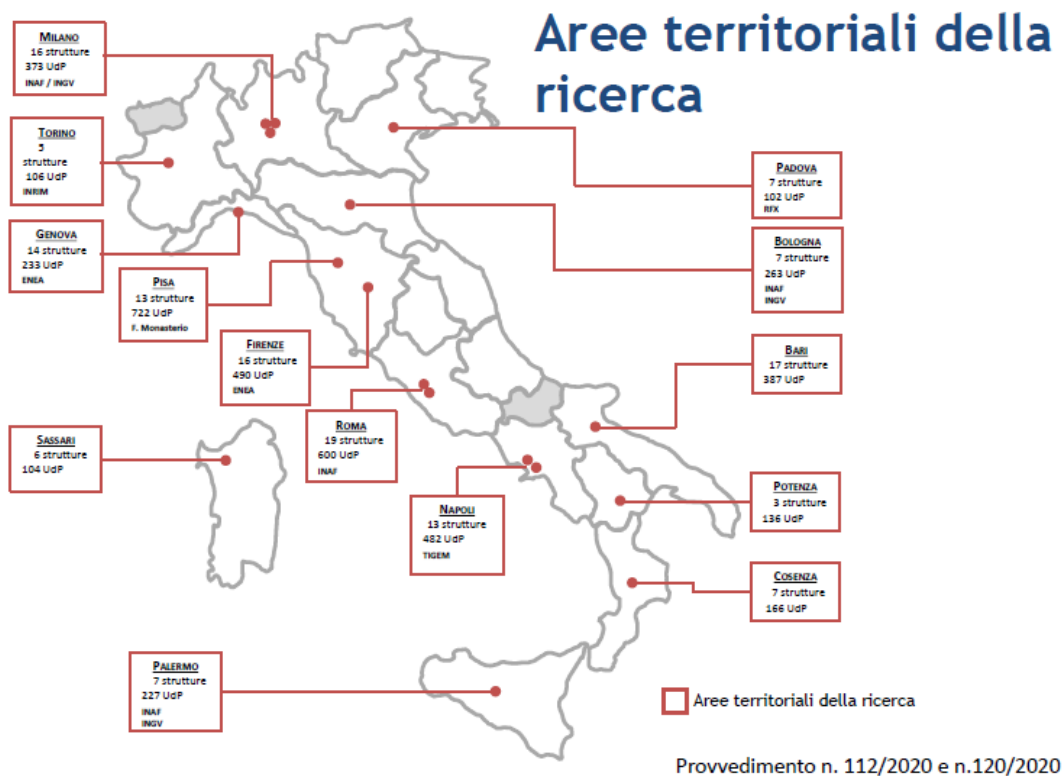 Aree territoriali della
ricerca
MILANO
16 strutture
373 UdP
INAF / INGV
TORINO
5
strutture
106 UdP
INRIM
GENOVA
14 strutture
233 UdP
ENEA
PISA
13 strutture
722 UdP
F. Monasterio
FIRENZE
16 strutture
490 UdP
ENEA
ROMA
19 strutture
600 UdP
INAF
SASSARI
6 strutture
104 UdP
NAPOLI
13 strutture
482 UdP
TIGEM
PALERMO
7 strutture
227 UdP
INAF
INGV
PADOVA
7 strutture
102 UdP
RFX
BOLOGNA
7 strutture
263 UdP
INAF
INGV
BARI
17 strutture
387 UdP
POTENZA
3 strutture
136 UdP
COSENZA
7 strutture
166 UdP
Aree territoriali della ricerca
Provvedimento n. 112/2020 e n.120/2020